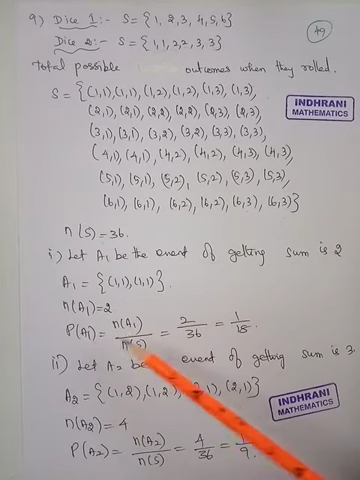 9) Dice 1:- S = {1, 2, 3, 4, 5, 6}
49
Dice 2:- S = {1, 1, 2, 2, 3, 3}
Total possible outcomes when they rolled.
S = {(1,1), (1,1), (1,2), (1,2), (1,3), (1,3),
(2,1), (2,1), (2,2), (2,2), (2,3), (2,3),
(3,1), (3,1), (3,2), (3,2), (3,3), (3,3),
(4,1), (4,1), (4,2), (4,2), (4,3), (4,3),
(5,1), (5,1), (5,2), (5,2), (5,3), (5,3),
(6,1), (6,1), (6,2), (6,2), (6,3), (6,3)}
INDHRANI
MATHEMATICS
n(S) = 36.
i) Let A1 be the event of getting sum is 2
A1 = {(1,1), (1,1)}.
n(A1) = 2
P(A1) = n(A1)/n(S) = 2/36 = 1/18.
ii) Let A2 be event of getting sum is 3
A2 = {(1,2), (1,2), (2,1)}
n(A2) = 4
P(A2) = n(A2)/n(S) = 4/36 = 1/9.
INDHRANI
MATHEMATICS